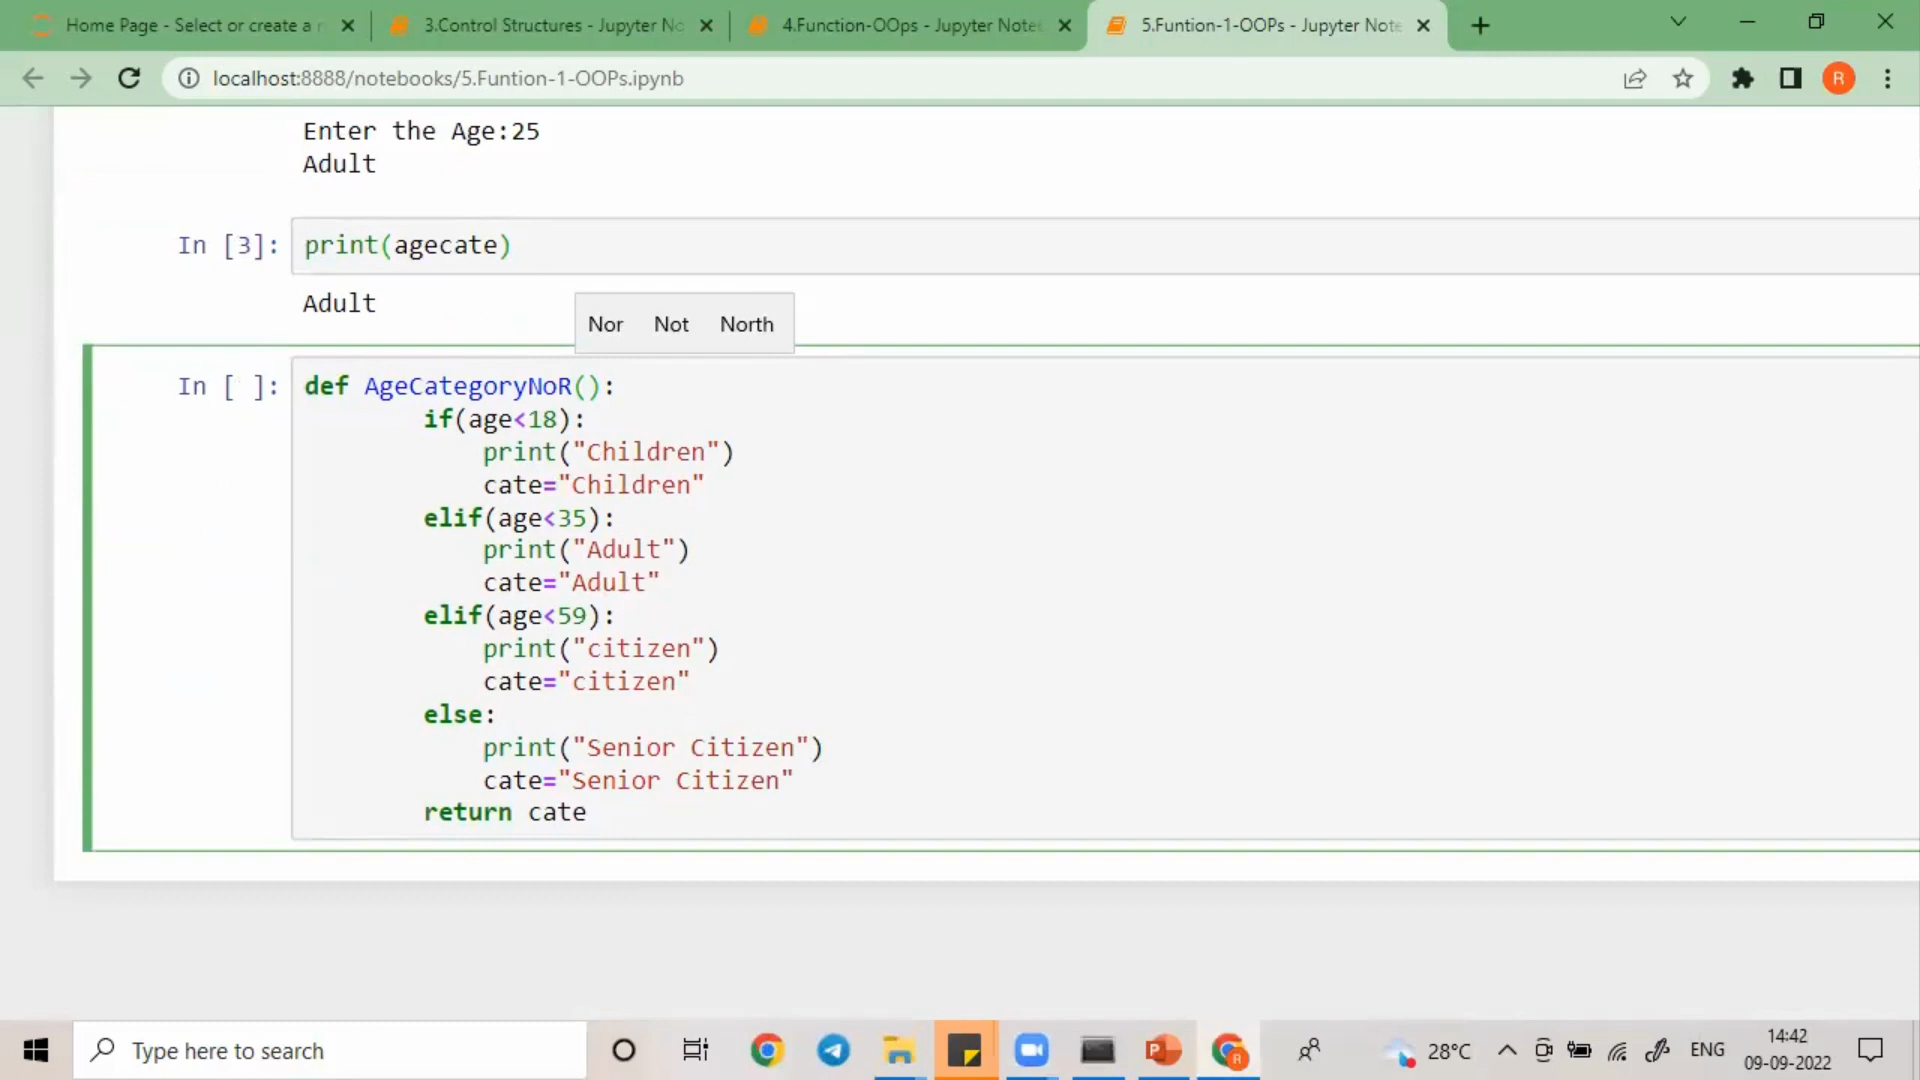 Home Page - Select or create a n
3.Control Structures - Jupyter No
4.Function-OOps - Jupyter Note
5.Funtion-1-OOPs - Jupyter Note
localhost:8888/notebooks/5.Funtion-1-OOPs.ipynb
R
Enter the Age:25
Adult
In [3]: print(agecate)
Adult
Nor Not North
In [ ]: def AgeCategoryNoR():
if(age<18):
print("Children")
cate="Children"
elif(age<35):
print("Adult")
cate="Adult"
elif(age<59):
print("citizen")
cate="citizen"
else:
print("Senior Citizen")
cate="Senior Citizen"
return cate
Type here to search
28°C
ENG
14:42
09-09-2022